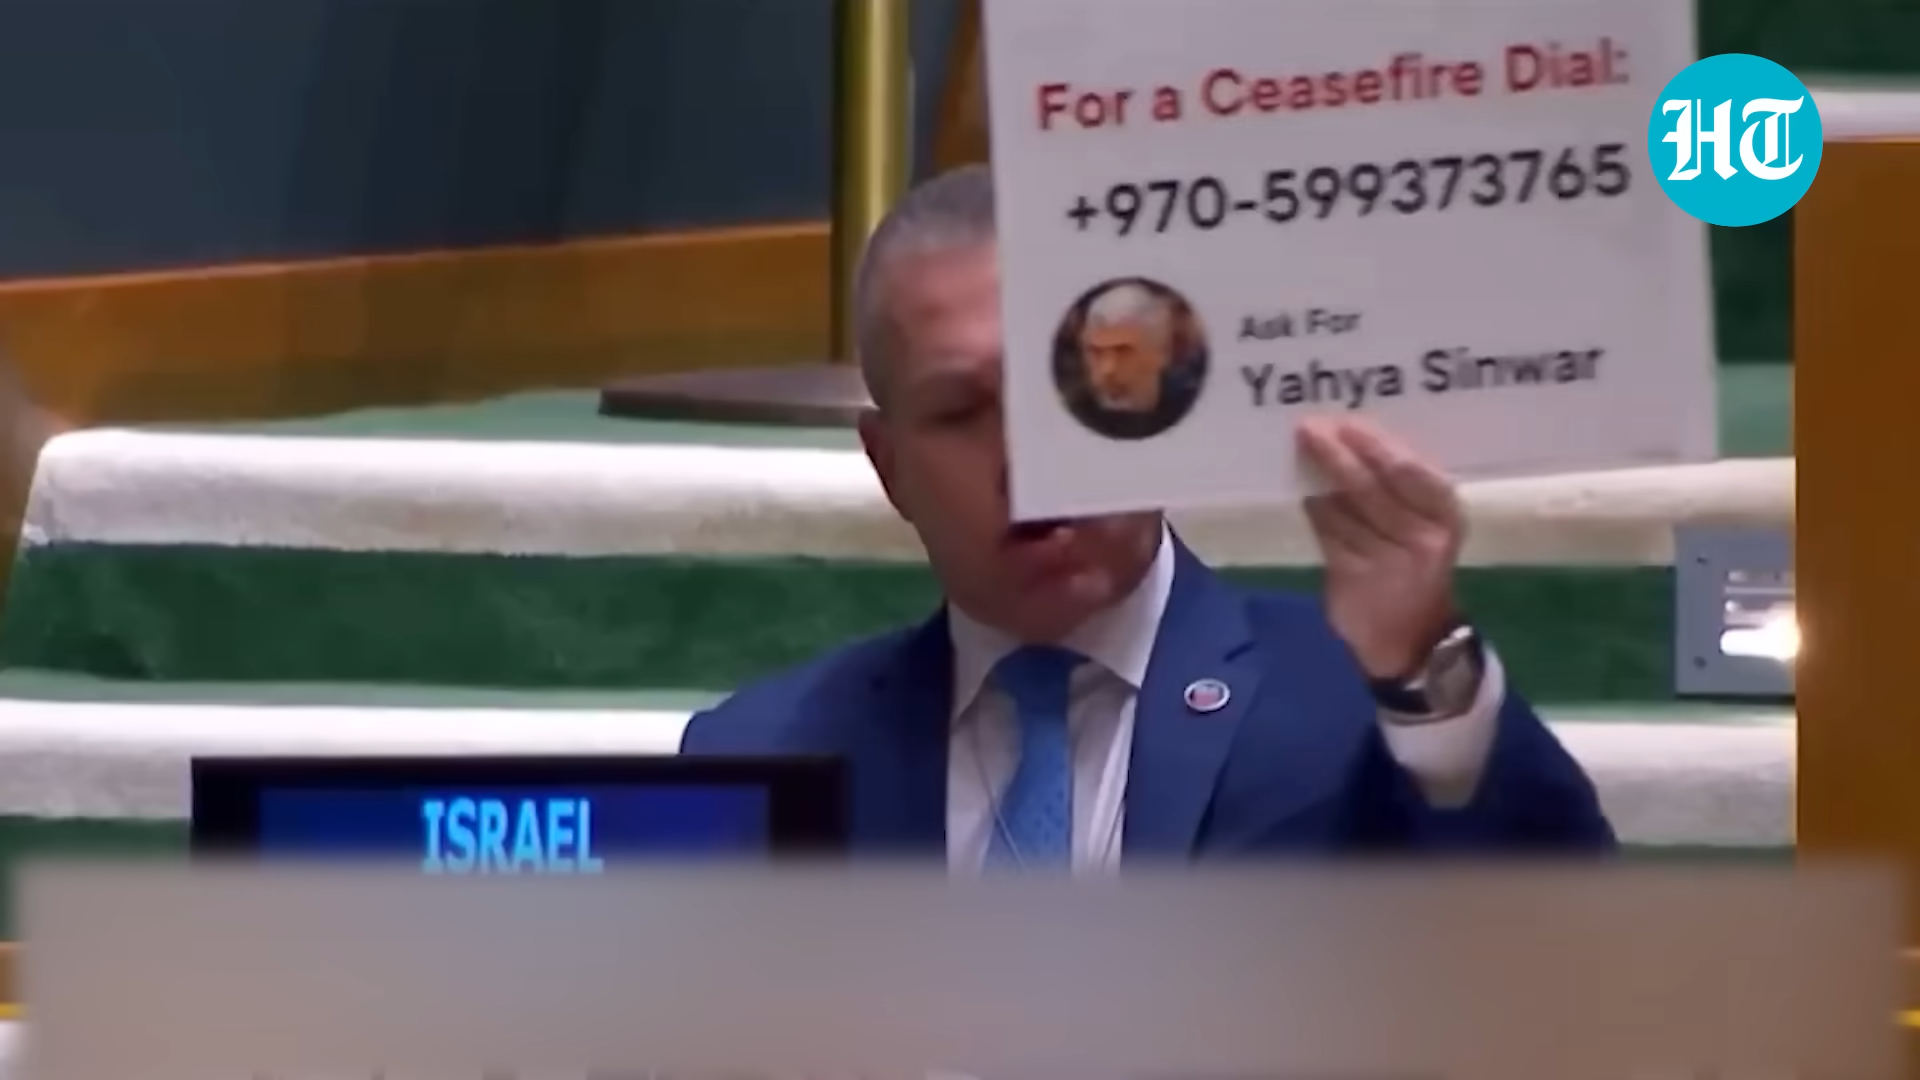 For a Ceasefire Dial:
+970-599373765
Ask For
Yahya Sinwar
HT
ISRAEL